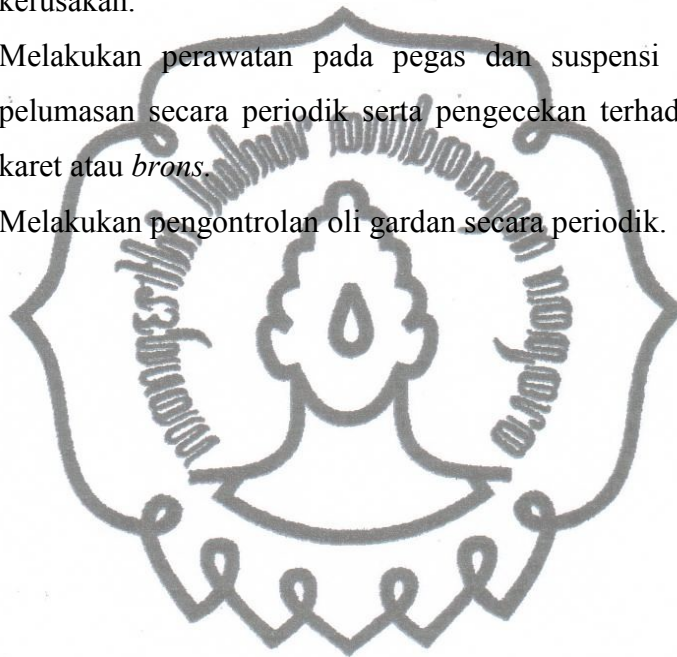 kerusakan.
Melakukan perawatan pada pegas dan suspensi
pelumasan secara periodik serta pengecekan terhad
karet atau brons.
Melakukan pengontrolan oli gardan secara periodik.